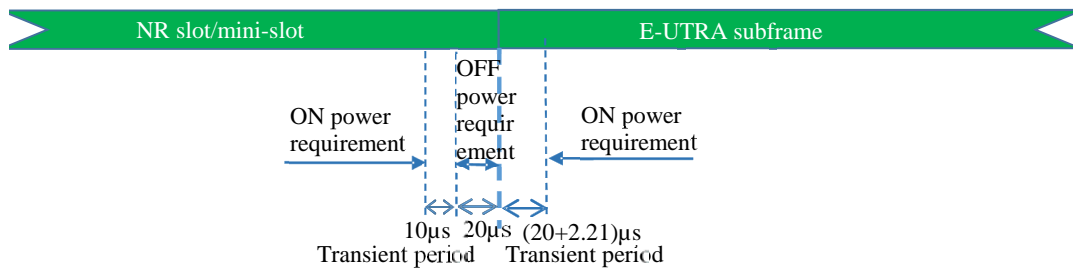 NR slot/mini-slot
E-UTRA subframe
OFF
power
requir
ement
ON power
requirement
ON power
requirement
10μs
20μs
(20+2.21)μs
Transient period
Transient period